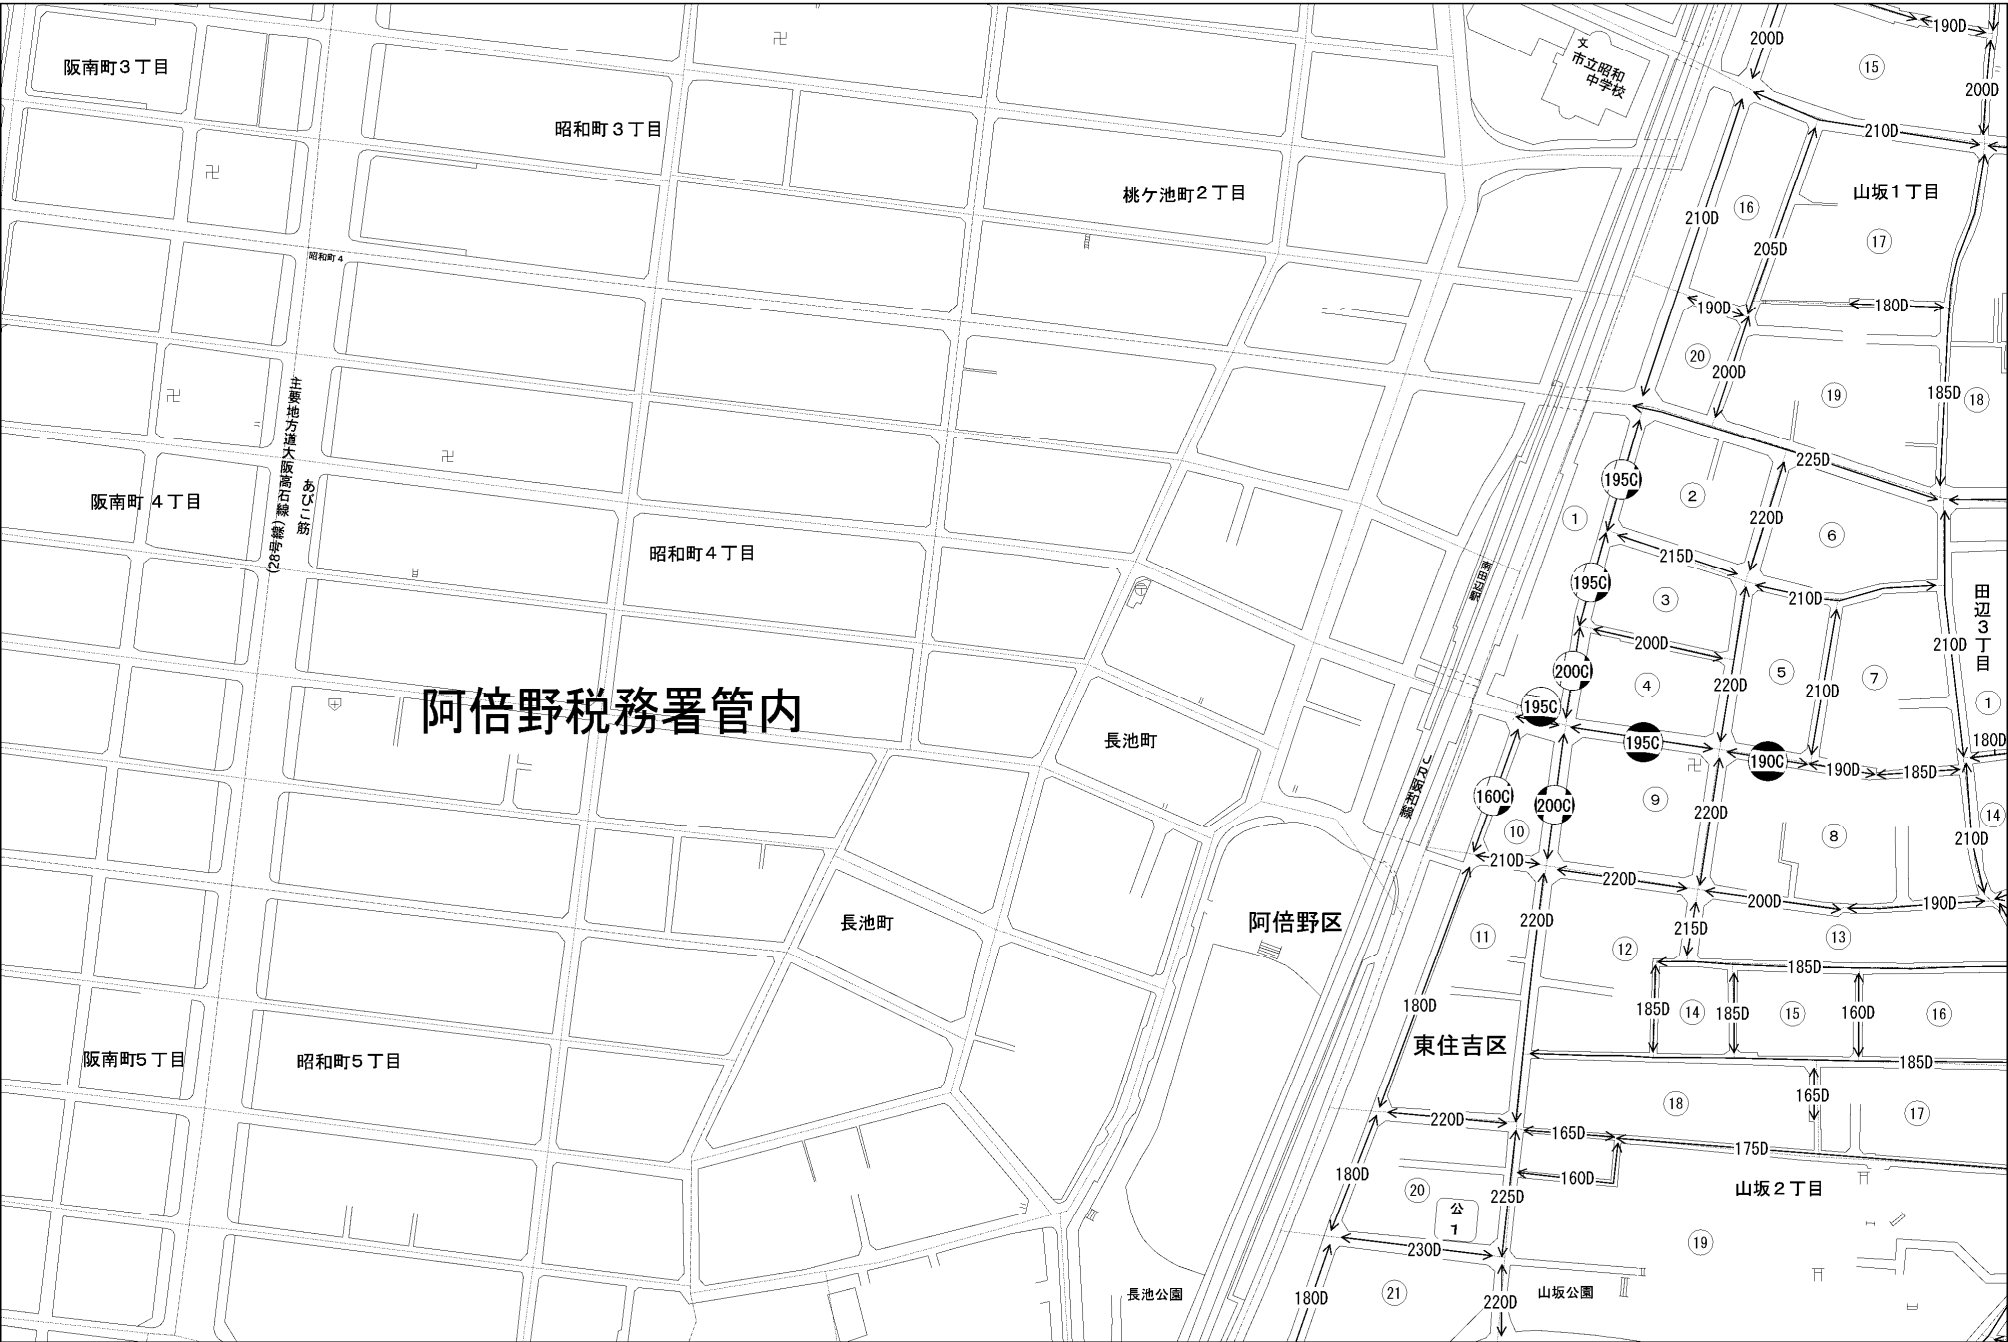 190D
200D
阪南町3丁目
文
市立昭和
中学校
15
200D
昭和町3丁目
210D
桃ケ池町2丁目
山坂1丁目
16
210D
17
205D
昭和町4
190D
180D
20
200D
主要地方道大阪高石線
(28号線)
あびこ筋
19
185D
18
225D
195C
2
阪南町4丁目
1
220D
6
昭和町4丁目
215D
南田辺駅
195C
3
210D
田辺3丁目
200D
210D
200C
4
5
7
220D
210D
阿倍野税務署管内
195C
1
長池町
195C
180D
190C
190D
185D
JR阪和線
160C
200C
9
220D
14
10
8
210D
210D
220D
200D
190D
長池町
阿倍野区
220D
215D
11
12
13
185D
180D
185D
14
185D
15
160D
16
東住吉区
阪南町5丁目
昭和町5丁目
185D
165D
18
17
220D
165D
175D
180D
160D
20
225D
山坂2丁目
公
1
19
230D
長池公園
180D
21
220D
山坂公園